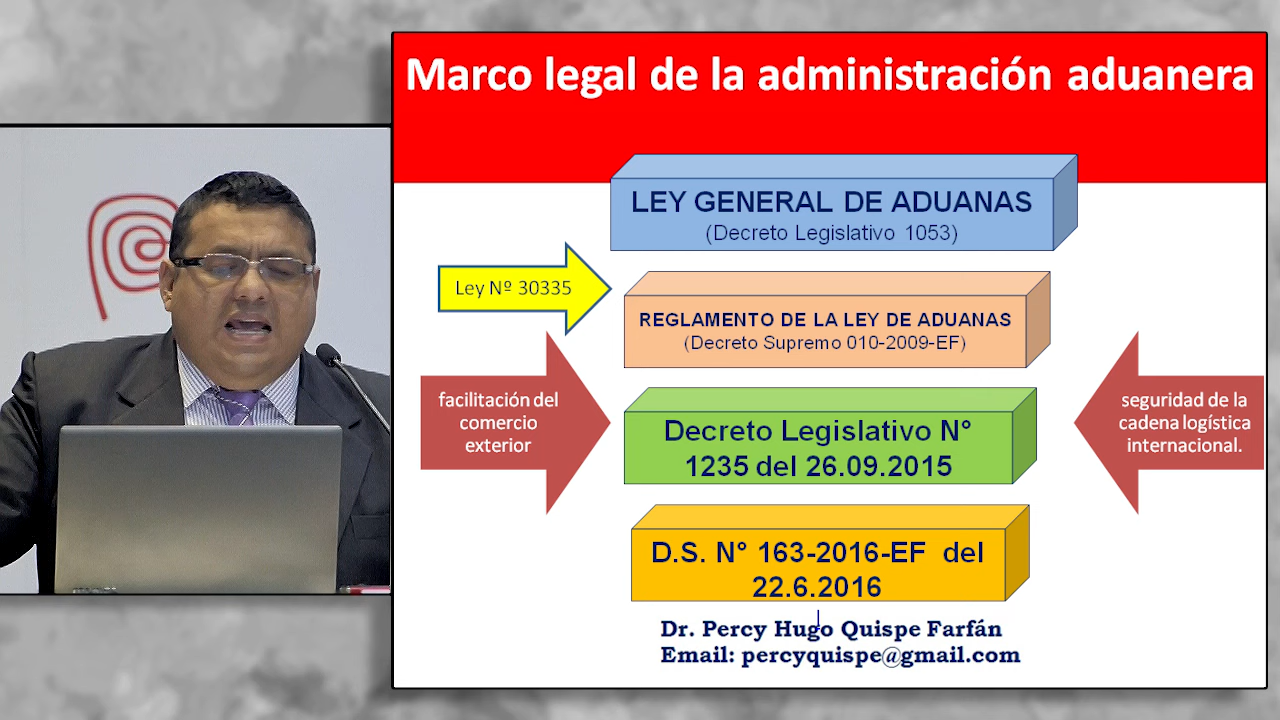 Marco legal de la administración aduanera
LEY GENERAL DE ADUANAS
(Decreto Legislativo 1053)
Ley Nº 30335
REGLAMENTO DE LA LEY DE ADUANAS
(Decreto Supremo 010-2009-EF)
facilitación del
comercio
exterior
Decreto Legislativo N°
1235 del 26.09.2015
seguridad de la
cadena logística
internacional.
D.S. N° 163-2016-EF del
22.6.2016
Dr. Percy Hugo Quispe Farfán
Email: percyquispe@gmail.com